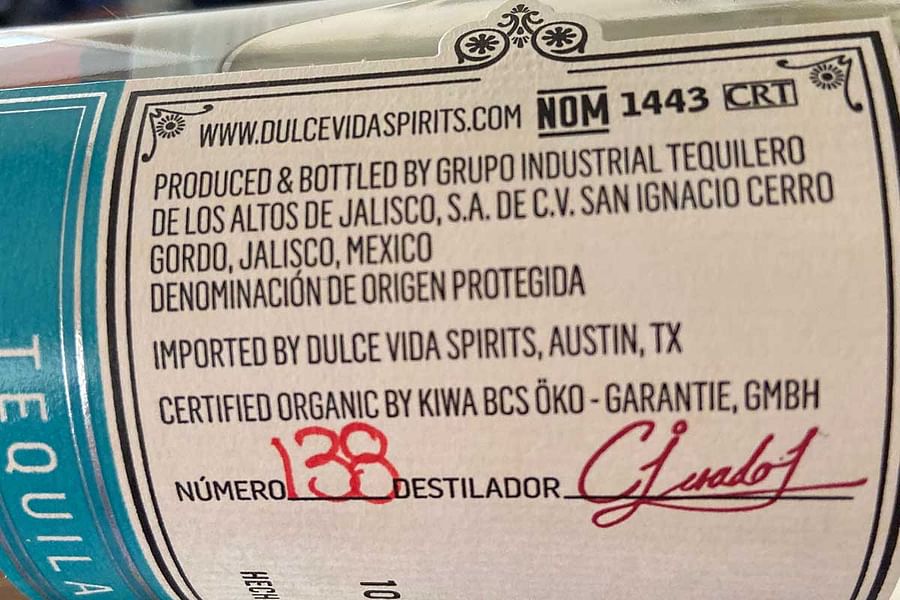 WWW.DULCEVIDASPIRITS.COM NOM 1443 CRT
PRODUCED & BOTTLED BY GRUPO INDUSTRIAL TEQUILERO
DE LOS ALTOS DE JALISCO, S.A. DE C.V. SAN IGNACIO CERRO
GORDO, JALISCO, MEXICO
DENOMINACIÓN DE ORIGEN PROTEGIDA
IMPORTED BY DULCE VIDA SPIRITS, AUSTIN, TX
CERTIFIED ORGANIC BY KIWA BCS ÖKO - GARANTIE, GMBH
NÚMERO 138 DESTILADOR
TEQUILA
HECH
10